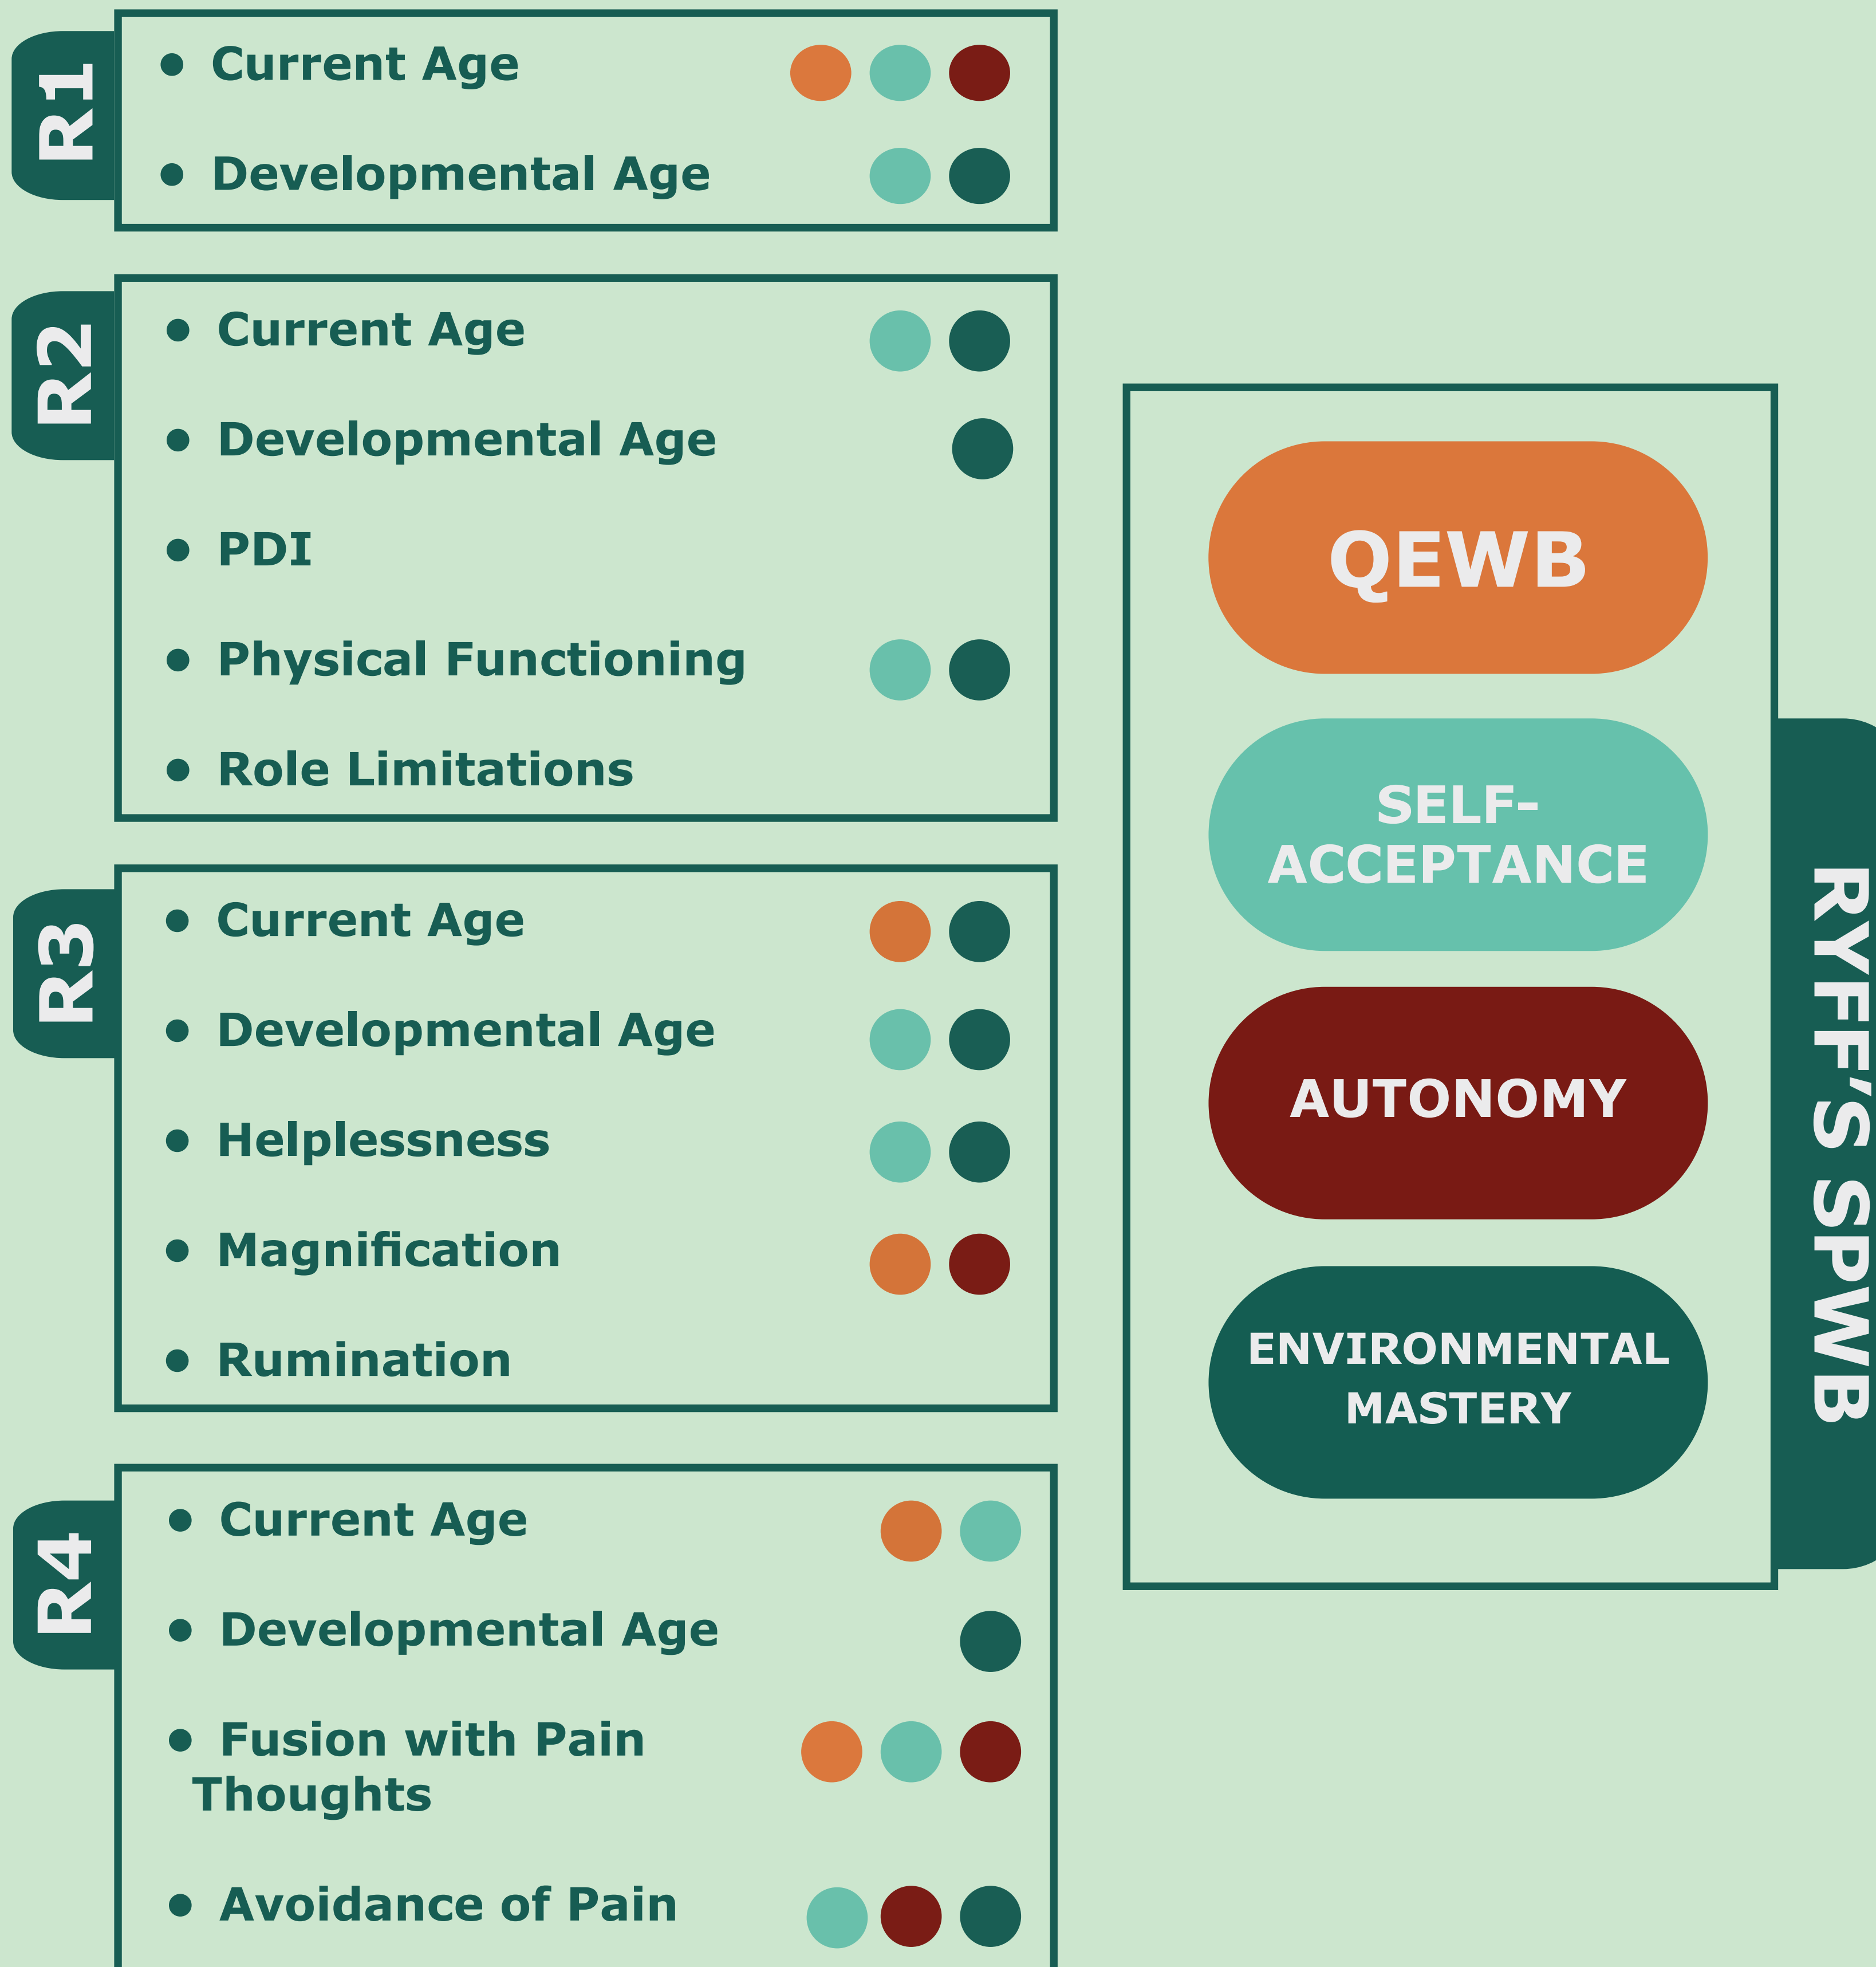 R1
• Current Age
• Developmental Age
R2
• Current Age
• Developmental Age
• PDI
• Physical Functioning
• Role Limitations
R3
• Current Age
• Developmental Age
• Helplessness
• Magnification
• Rumination
R4
• Current Age
• Developmental Age
• Fusion with Pain
Thoughts
• Avoidance of Pain
QEWB
SELF-
ACCEPTANCE
AUTONOMY
ENVIRONMENTAL
MASTERY
RYFF’S SPWB